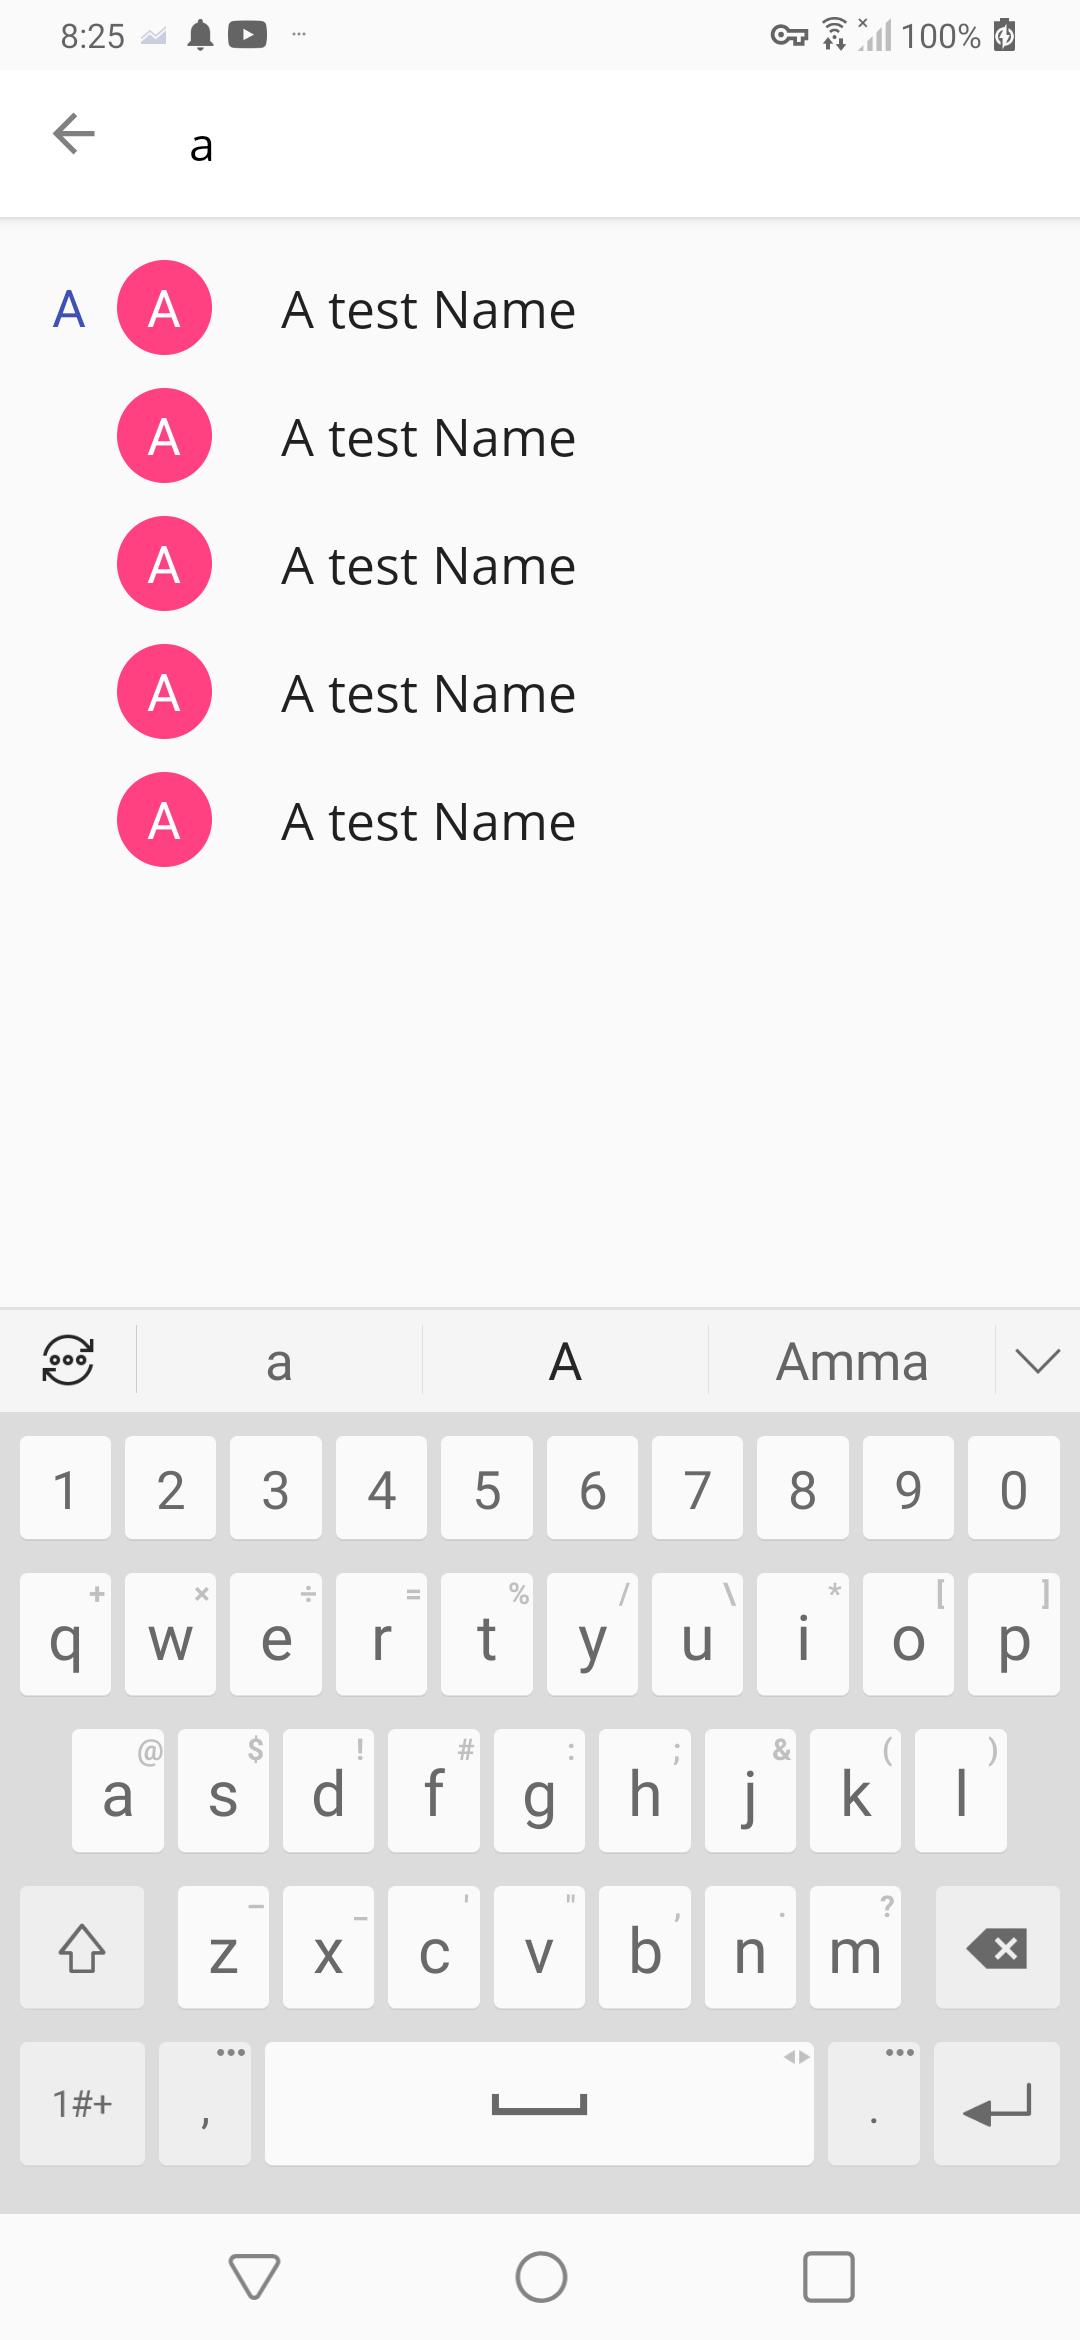 8:25 100%
a
A A A test Name
A A test Name
A A test Name
A A test Name
A A test Name
a A Amma
1 2 3 4 5 6 7 8 9 0
+ × ÷ = % / \ * [ ]
q w e r t y u i o p
@ $ ! # : ; & ( )
a s d f g h j k l
– _ ' " , . ?
z x c v b n m
1#+ , .